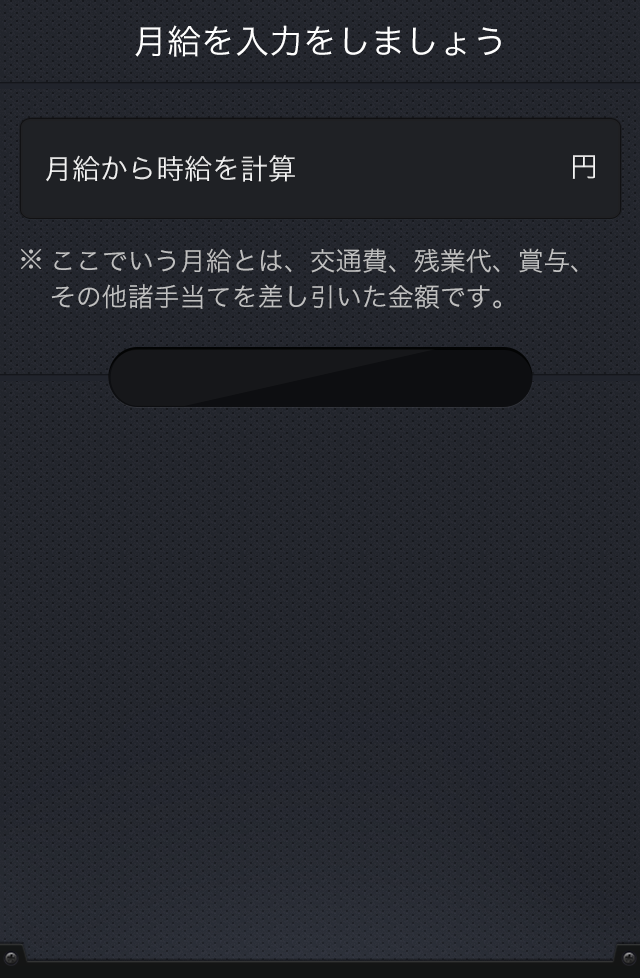 月給を入力をしましょう
月給から時給を計算 円
※ ここでいう月給とは、交通費、残業代、賞与、
その他諸手当てを差し引いた金額です。